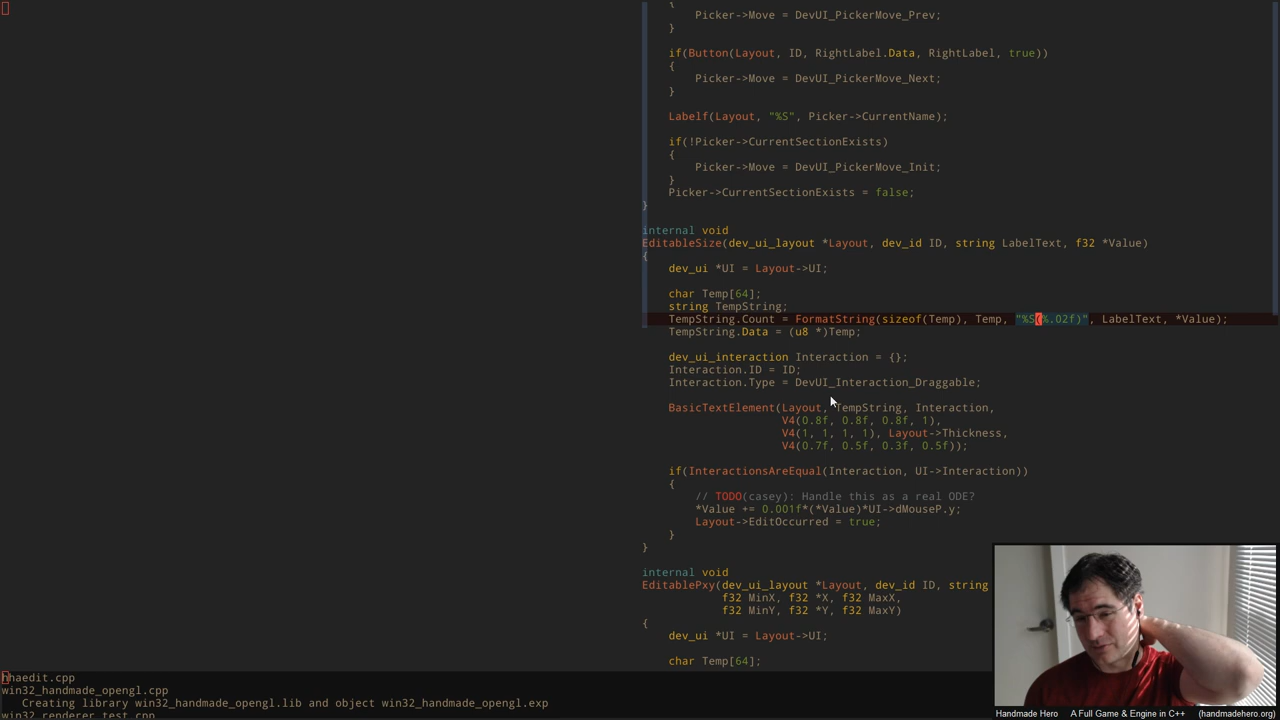 {
Picker->Move = DevUI_PickerMove_Prev;
}
if(Button(Layout, ID, RightLabel.Data, RightLabel, true))
{
Picker->Move = DevUI_PickerMove_Next;
}
Labelf(Layout, "%S", Picker->CurrentName);
if(!Picker->CurrentSectionExists)
{
Picker->Move = DevUI_PickerMove_Init;
}
Picker->CurrentSectionExists = false;
}
internal void
EditableSize(dev_ui_layout *Layout, dev_id ID, string LabelText, f32 *Value)
{
dev_ui *UI = Layout->UI;
char Temp[64];
string TempString;
TempString.Count = FormatString(sizeof(Temp), Temp, "%S(%.02f)", LabelText, *Value);
TempString.Data = (u8 *)Temp;
dev_ui_interaction Interaction = {};
Interaction.ID = ID;
Interaction.Type = DevUI_Interaction_Draggable;
BasicTextElement(Layout, TempString, Interaction,
V4(0.8f, 0.8f, 0.8f, 1),
V4(1, 1, 1, 1), Layout->Thickness,
V4(0.7f, 0.5f, 0.3f, 0.5f));
if(InteractionsAreEqual(Interaction, UI->Interaction))
{
// TODO(casey): Handle this as a real ODE?
*Value += 0.001f*(*Value)*UI->dMouseP.y;
Layout->EditOccurred = true;
}
}
internal void
EditablePxy(dev_ui_layout *Layout, dev_id ID, string
f32 MinX, f32 *X, f32 MaxX,
f32 MinY, f32 *Y, f32 MaxY)
{
dev_ui *UI = Layout->UI;
char Temp[64];
hhaedit.cpp
win32_handmade_opengl.cpp
Creating library win32_handmade_opengl.lib and object win32_handmade_opengl.exp
win32_renderer_test.cpp
Handmade Hero A Full Game & Engine in C++ (handmadehero.org)